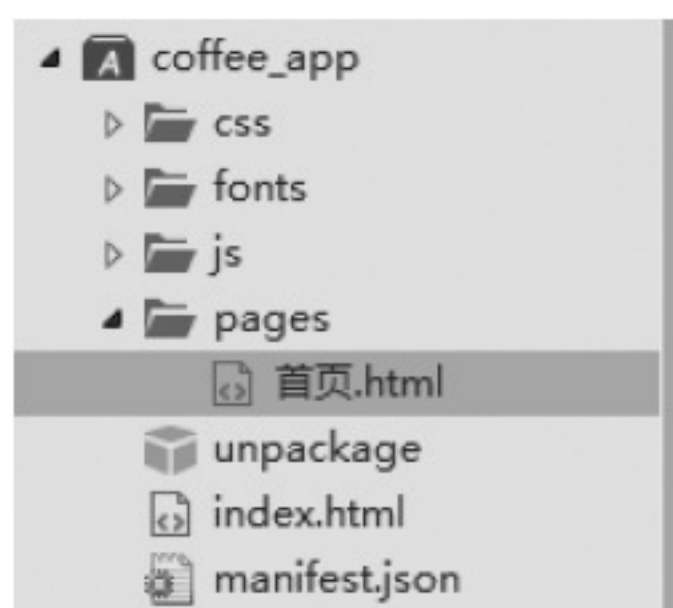 coffee_app
css
fonts
js
pages
首页.html
unpackage
index.html
manifest.json